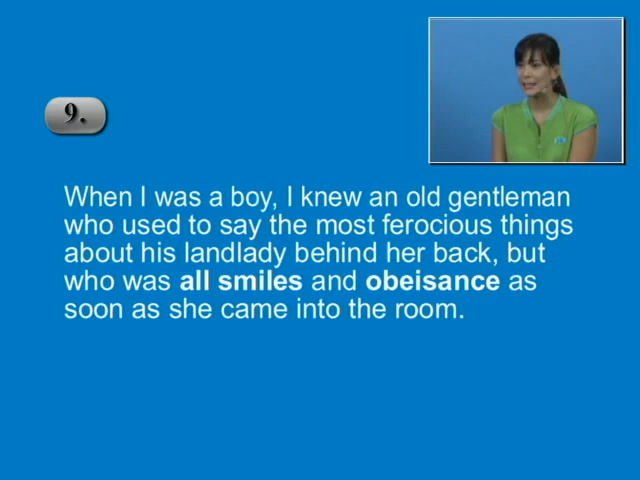 9.
When I was a boy, I knew an old gentleman
who used to say the most ferocious things
about his landlady behind her back, but
who was all smiles and obeisance as
soon as she came into the room.